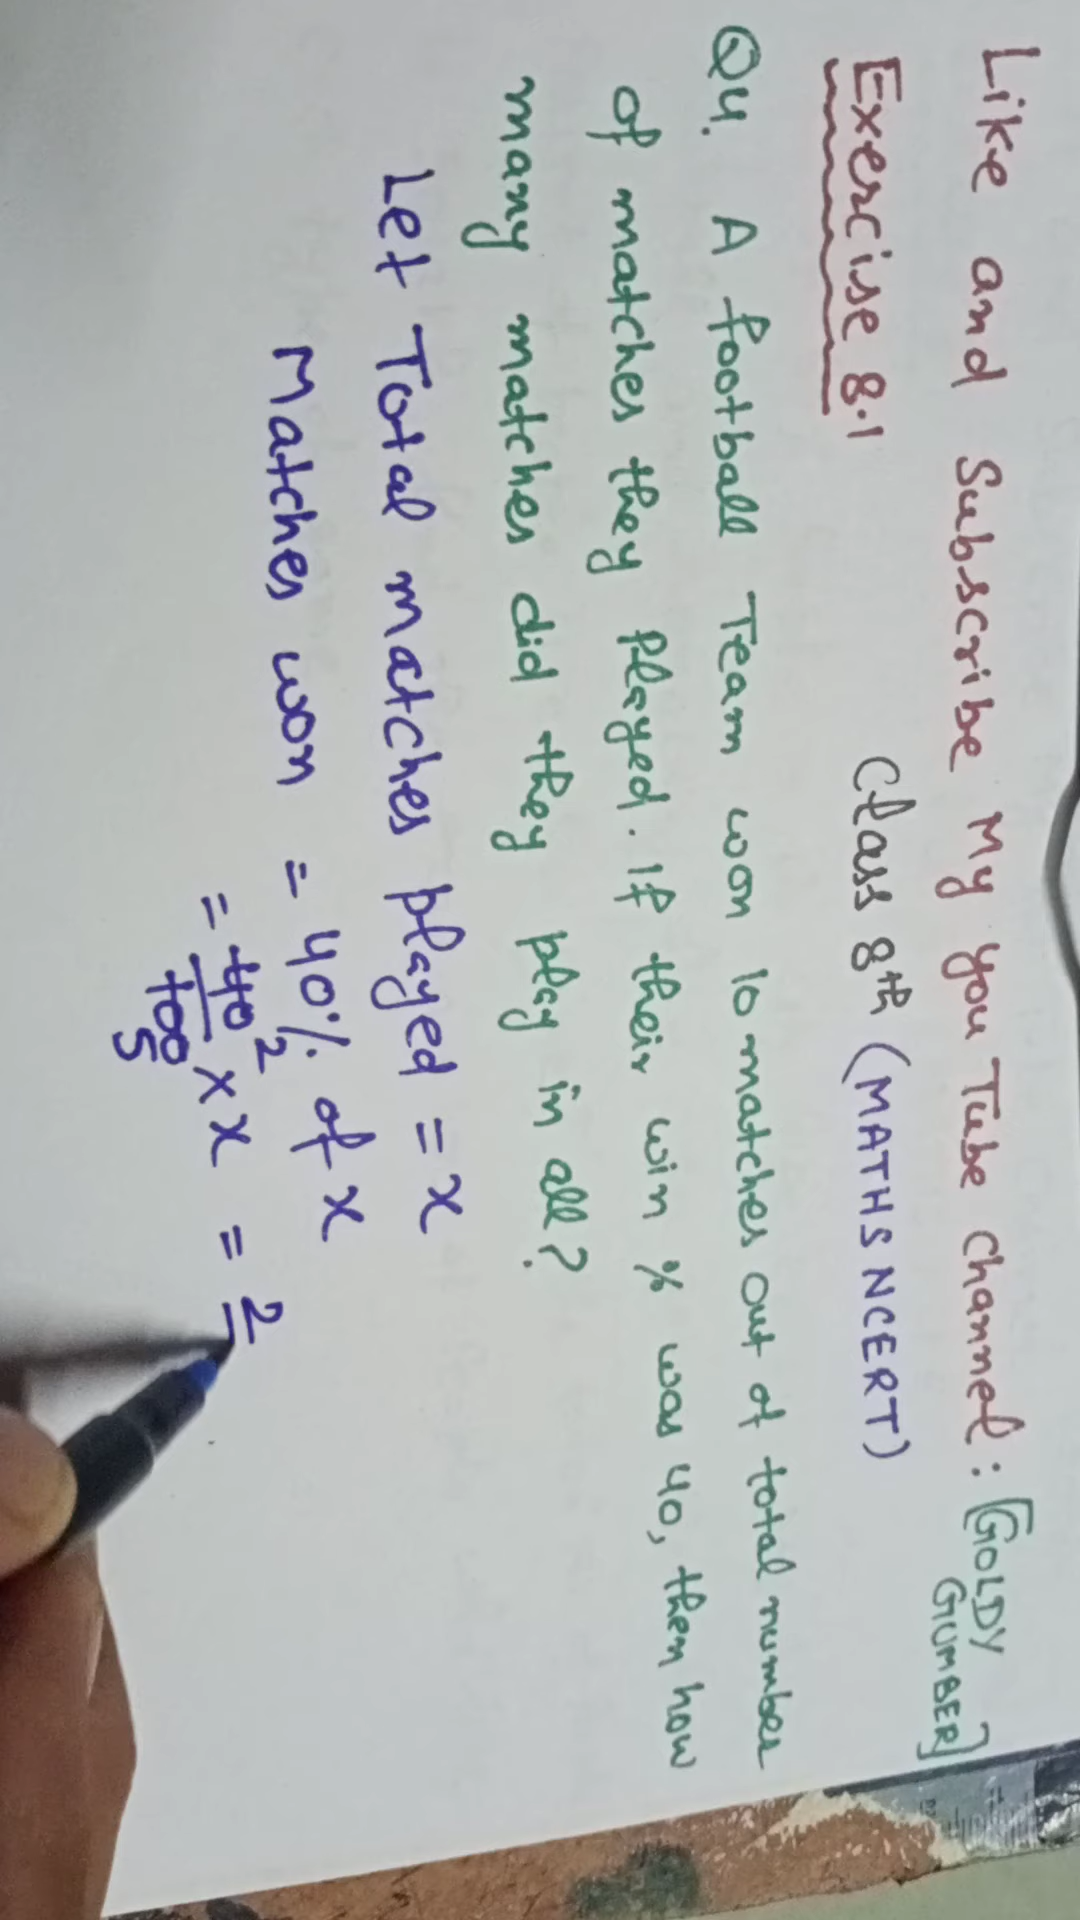 Like and Subscribe My YouTube Channel: [GOLDY GUMBER]
Exercise 8.1 Class 8th (MATHS NCERT)
Q4. A football Team won 10 matches out of total number
of matches they played. If their win % was 40, then how
many matches did they play in all?
Let Total matches played = x
Matches won = 40% of x
= 40 2 / 100 5 × x = 2